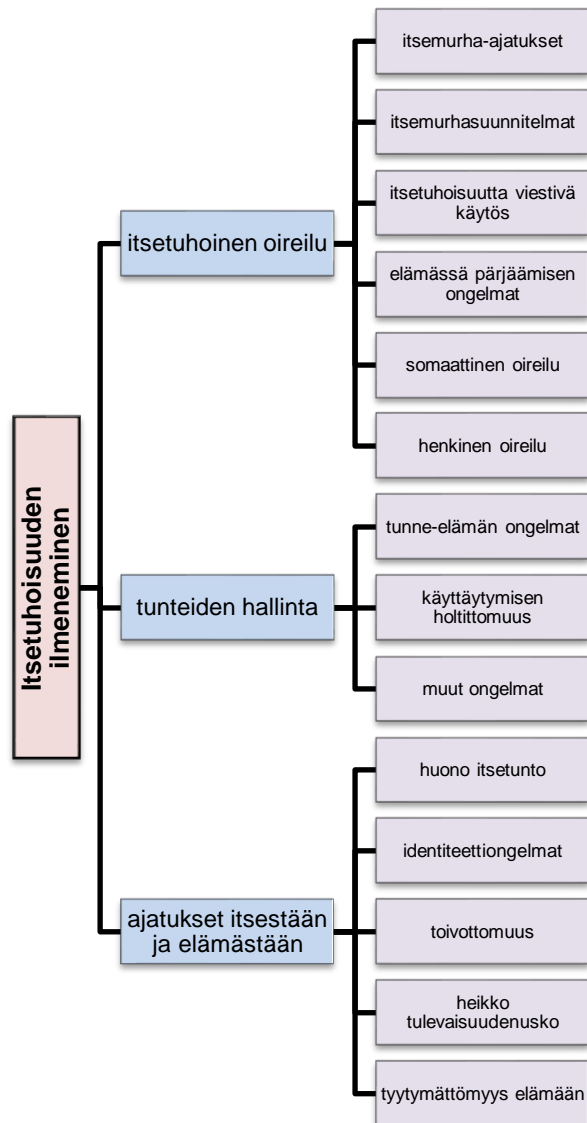 Itsetuhoisuuden
ilmeneminen
itsetuhoinen oireilu
itsemurha-ajatukset
itsemurhasuunnitelmat
itsetuhoisuutta viestivä
käytös
elämässä pärjäämisen
ongelmat
somaattinen oireilu
henkinen oireilu
tunteiden hallinta
tunne-elämän ongelmat
käyttäytymisen
holtittomuus
muut ongelmat
ajatukset itsestään
ja elämästään
huono itsetunto
identiteettiongelmat
toivottomuus
heikko
tulevaisuudenusko
tyytymättömyys elämään